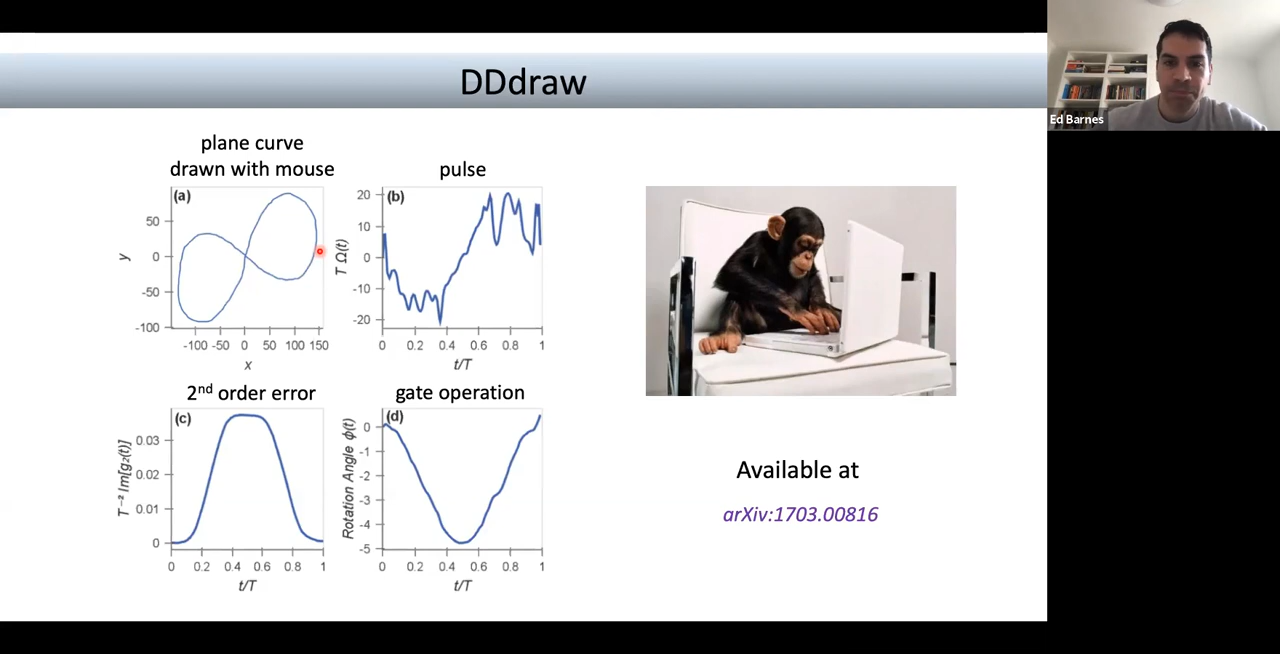 DDdraw
plane curve
drawn with mouse
(a)
50
0
-50
-100
y
-100 -50 0 50 100 150
x
pulse
(b)
20
10
0
-10
-20
T Ω(t)
0 0.2 0.4 0.6 0.8 1
t/T
2nd order error
(c)
0.03
0.02
0.01
0
T⁻² Im[g₂(t)]
0 0.2 0.4 0.6 0.8 1
t/T
gate operation
(d)
0
-1
-2
-3
-4
-5
Rotation Angle ϕ(t)
0 0.2 0.4 0.6 0.8 1
t/T
Available at
arXiv:1703.00816
Ed Barnes